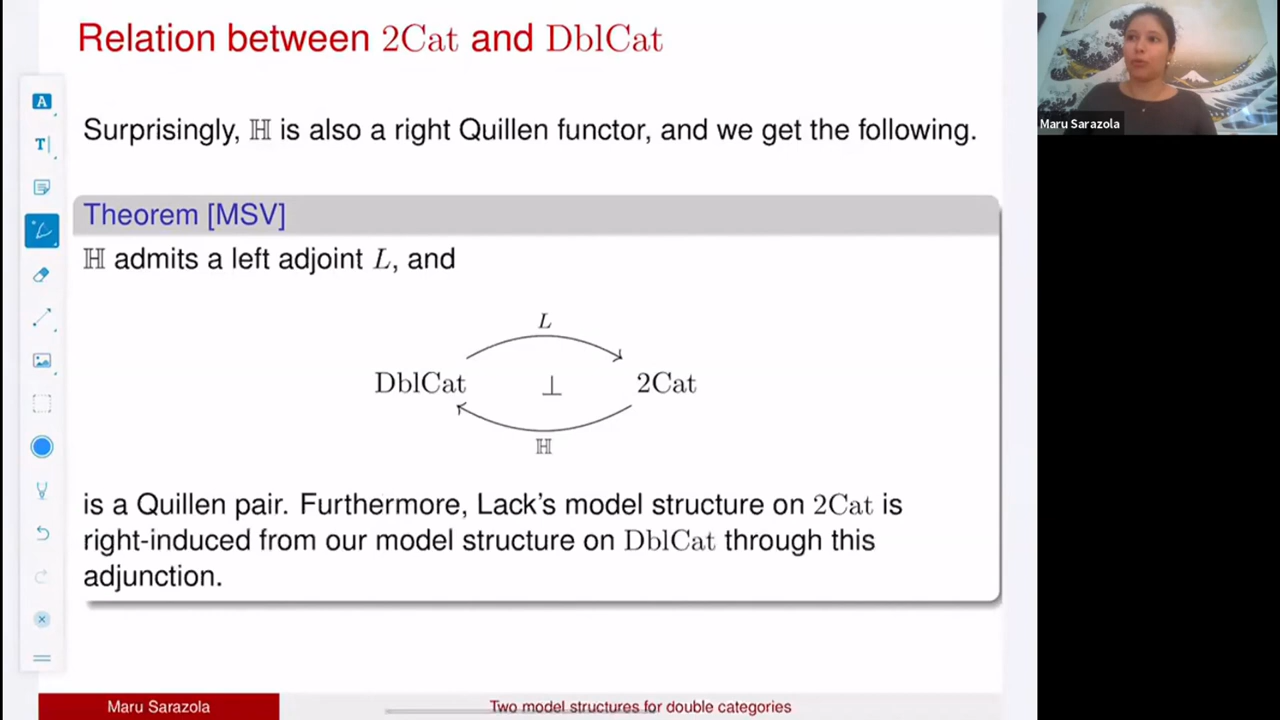 Relation between 2Cat and DblCat
Surprisingly, ℍ is also a right Quillen functor, and we get the following.
Theorem [MSV]
ℍ admits a left adjoint L, and
L
DblCat ⊥ 2Cat
ℍ
is a Quillen pair. Furthermore, Lack's model structure on 2Cat is
right-induced from our model structure on DblCat through this
adjunction.
Maru Sarazola
Two model structures for double categories
Maru Sarazola
A
T